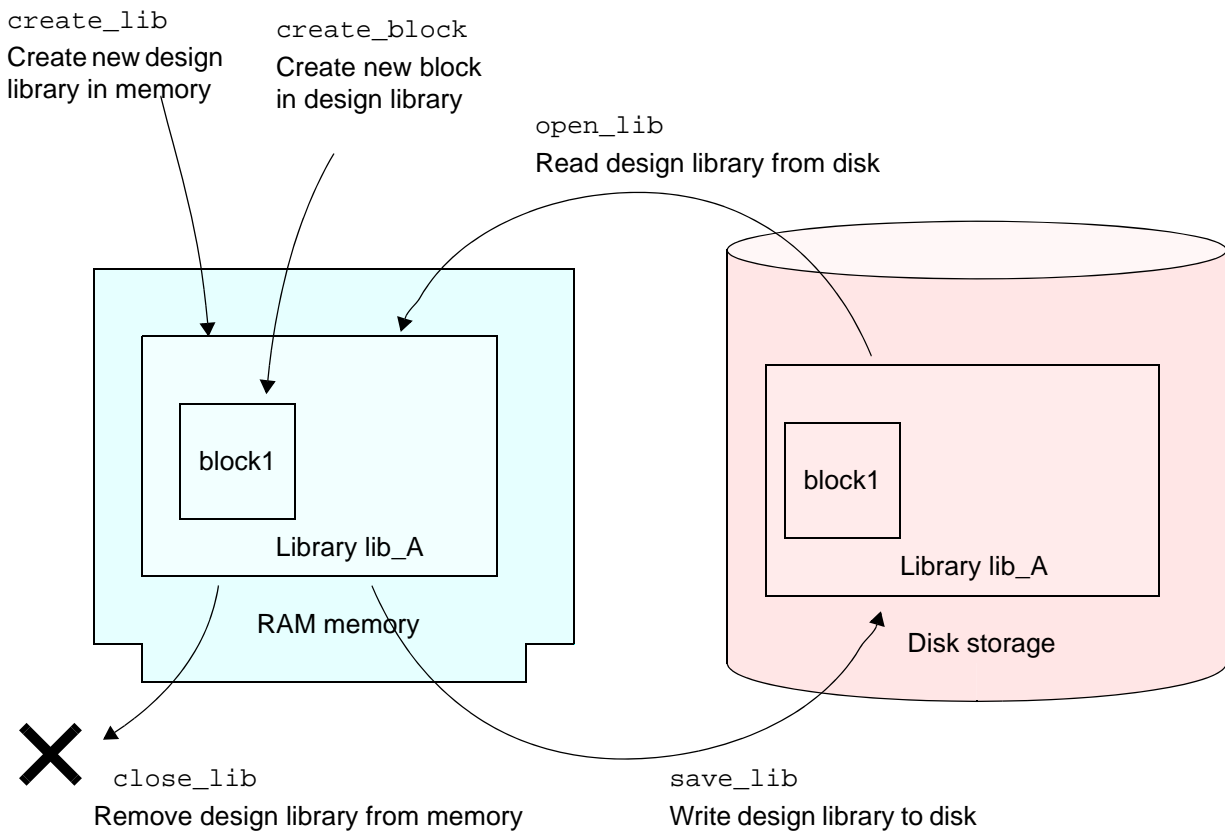 create_lib
Create new design
library in memory
create_block
Create new block
in design library
open_lib
Read design library from disk
block1
Library lib_A
RAM memory
block1
Library lib_A
Disk storage
close_lib
Remove design library from memory
save_lib
Write design library to disk